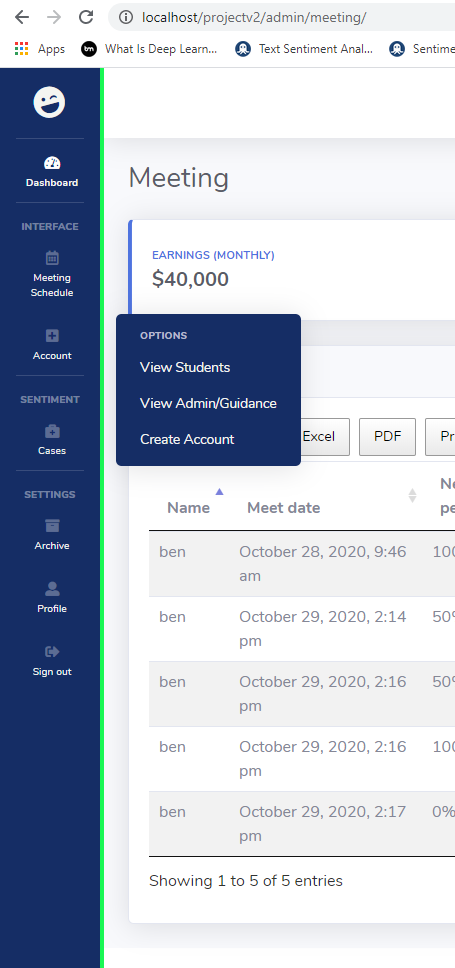 localhost/projectv2/admin/meeting/
Apps
tm
What Is Deep Learn...
Text Sentiment Anal...
Sentime
Dashboard
INTERFACE
Meeting
Schedule
Account
SENTIMENT
Cases
SETTINGS
Archive
Profile
Sign out
Meeting
EARNINGS (MONTHLY)
$40,000
OPTIONS
View Students
View Admin/Guidance
Create Account
Excel
PDF
Pr
Name
Meet date
Ne
pe
ben
October 28, 2020, 9:46
am
100
ben
October 29, 2020, 2:14
pm
50%
ben
October 29, 2020, 2:16
pm
50%
ben
October 29, 2020, 2:16
pm
100
ben
October 29, 2020, 2:17
pm
0%
Showing 1 to 5 of 5 entries